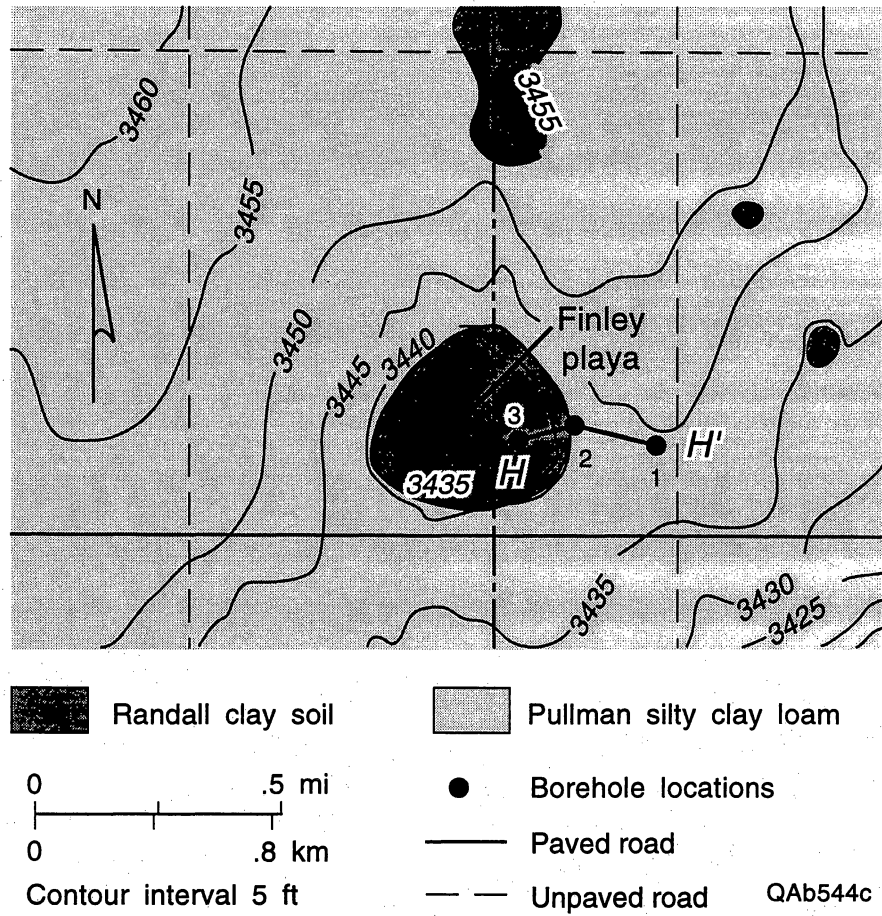 3460
3455
N
3455
3450
3445
3440
Finley
playa
3
H
3435
2
1
H'
3435
3430
3425
Randall clay soil
Pullman silty clay loam
0 .5 mi
0 .8 km
Contour interval 5 ft
Borehole locations
Paved road
Unpaved road
QAb544c